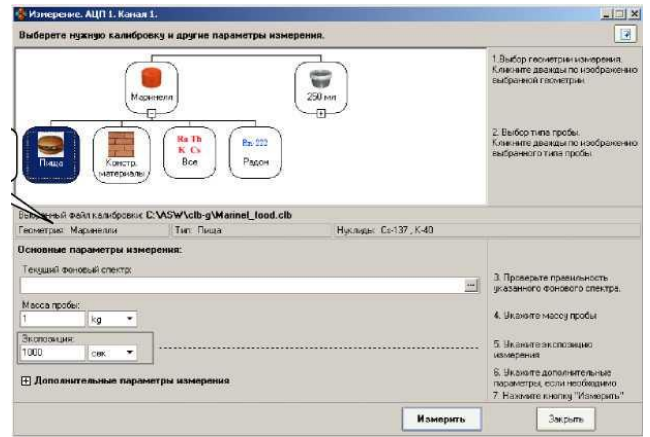 Измерение. АЦП 1. Канал 1.
Выберете нужную калибровку и другие параметры измерения.
Маринелли
250 мл
Пища
Констр. материалы
Ra Th K Cs
Все
Rn-222
Радон
1.Выбор геометрии измерения.
Кликните дважды по изображению
выбранной геометрии.
2. Выбор типа пробы.
Кликните дважды по изображению
выбранного типа пробы.
Выбранный файл калибровки: C:\ASW\clb-g\Marinel_food.clb
Геометрия: Маринелли Тип: Пища Нуклиды: Cs-137 , K-40
Основные параметры измерения:
Текущий фоновый спектр:
...
Масса пробы:
1 kg
Экспозиция:
1000 сек
Дополнительные параметры измерения
3. Проверьте правильность
указанного фонового спектра.
4. Укажите массу пробы
5. Укажите экспозицию
измерения
6. Укажите дополнительные
параметры, если необходимо
7. Нажмите кнопку "Измерить"
Измерить
Закрыть